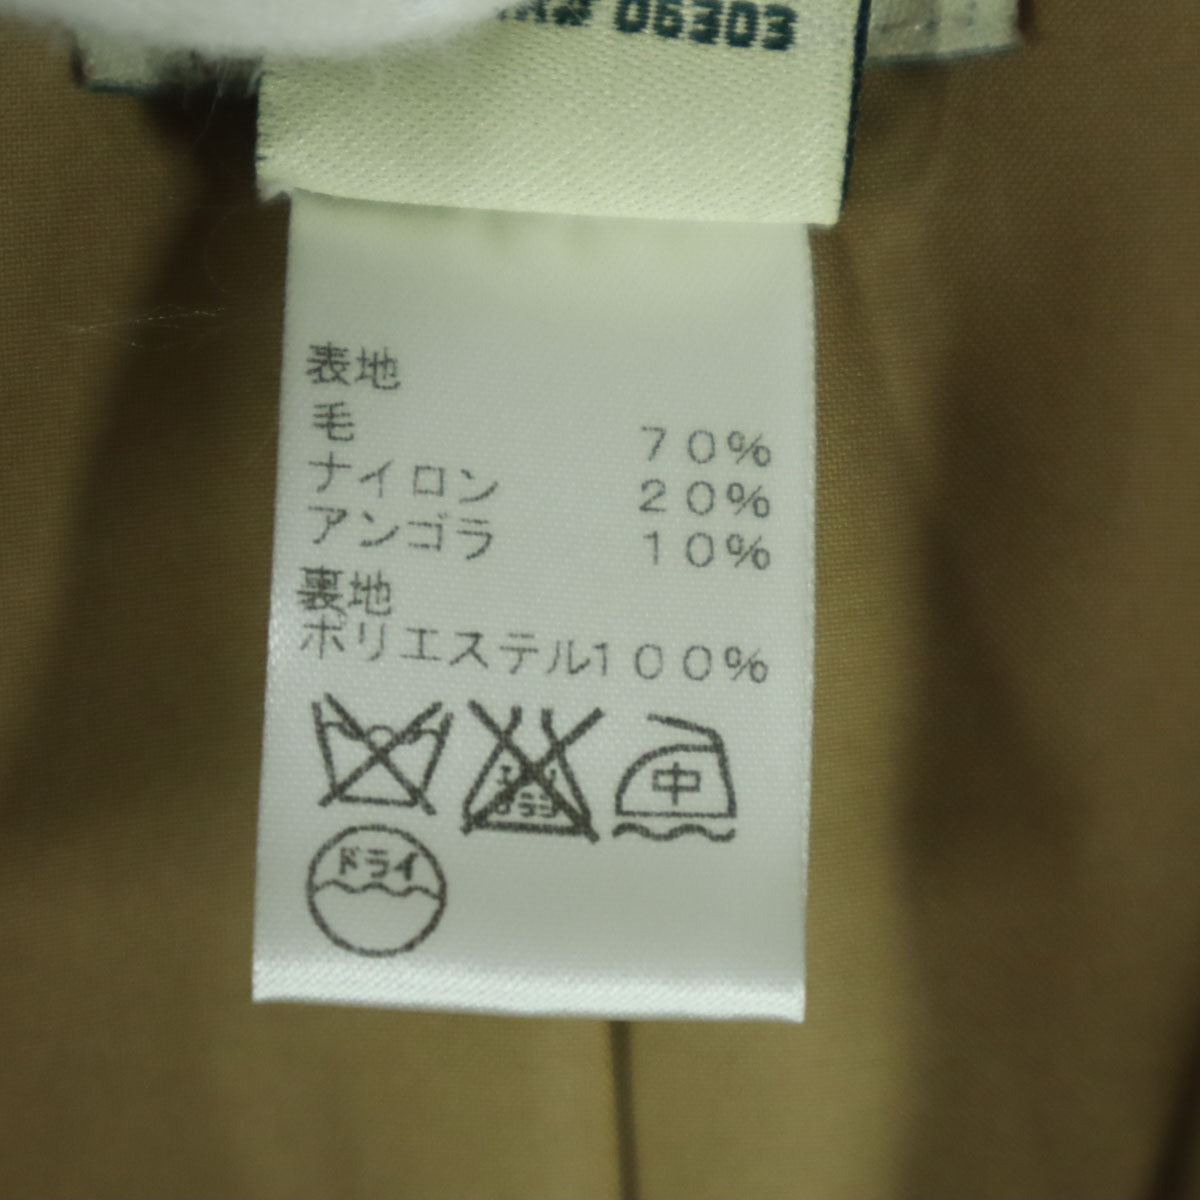 06303
表地
毛 70%
ナイロン 20%
アンゴラ 10%
裏地
ポリエステル100%
中
ドライ